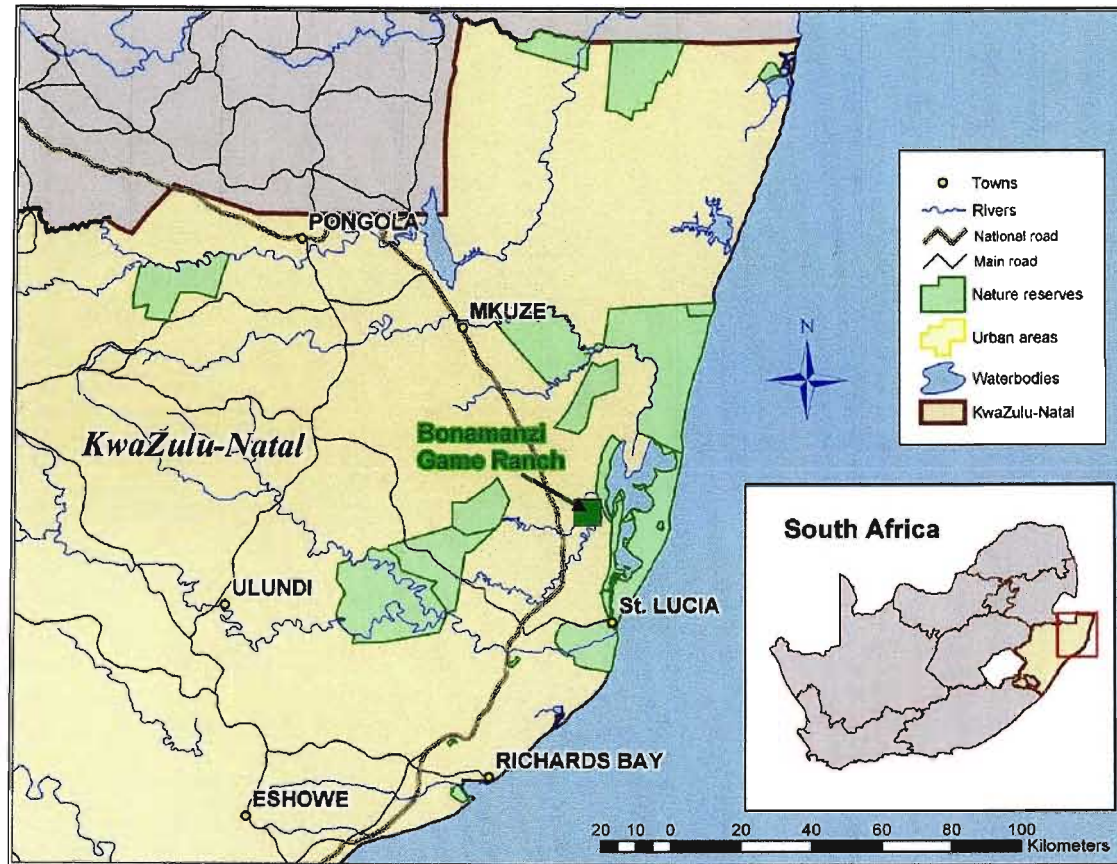 PONGOLA
MKUZE
KwaZulu-Natal
Bonamanzi
Game Ranch
ULUNDI
St. LUCIA
RICHARDS BAY
ESHOWE
Towns
Rivers
National road
Main road
Nature reserves
Urban areas
Waterbodies
KwaZulu-Natal
N
South Africa
20 10 0 20 40 60 80 100
Kilometers